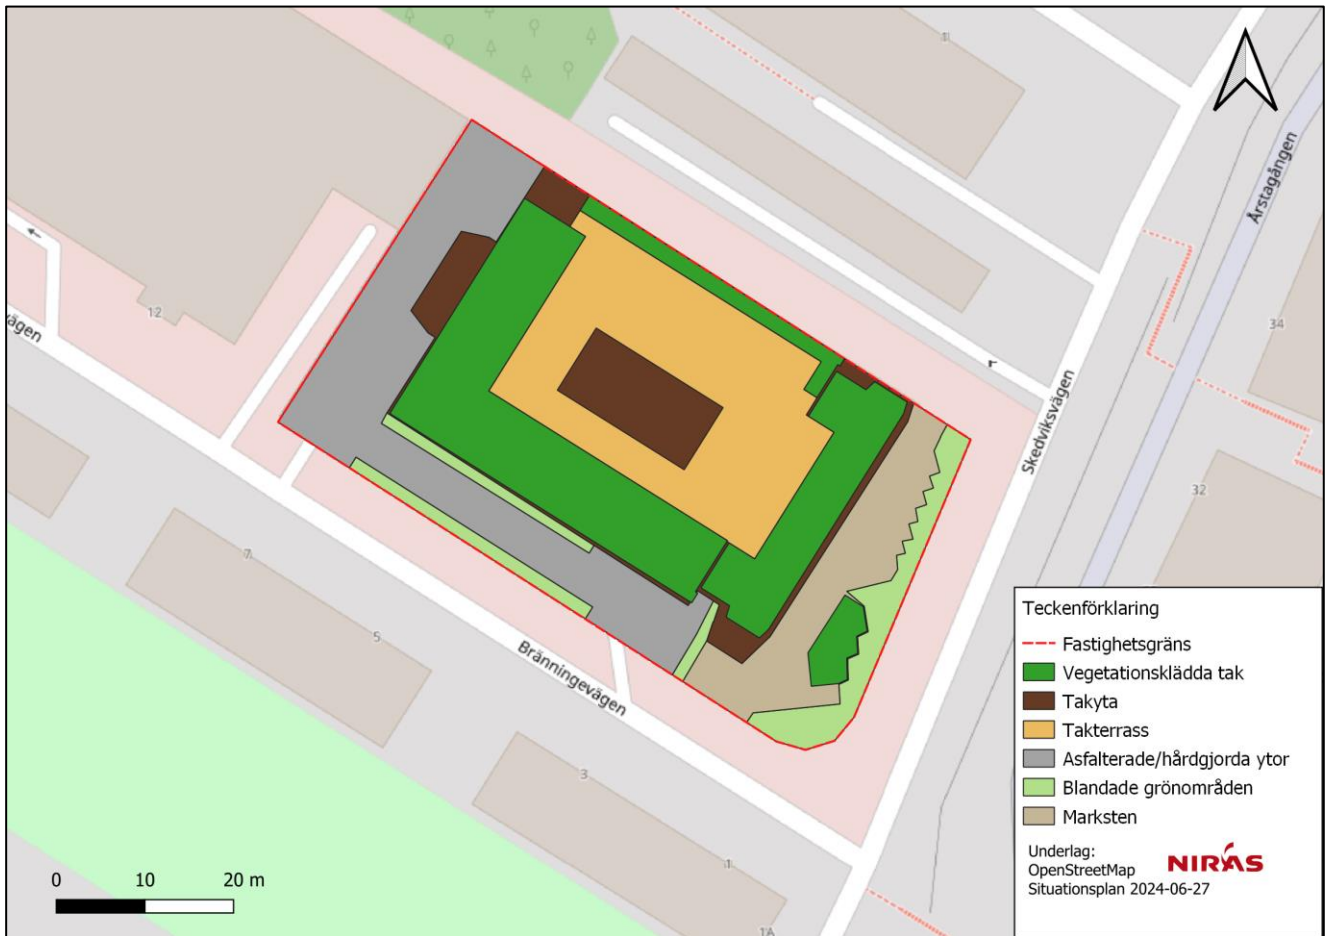 1
Årstagången
34
12
vägen
Skedviksvägen
32
7
5
Bränningevägen
3
1
1A
Teckenförklaring
Fastighetsgräns
Vegetationsklädda tak
Takyta
Takterrass
Asfalterade/hårdgjorda ytor
Blandade grönområden
Marksten
Underlag:
OpenStreetMap
Situationsplan 2024-06-27
NIRAS
0 10 20 m